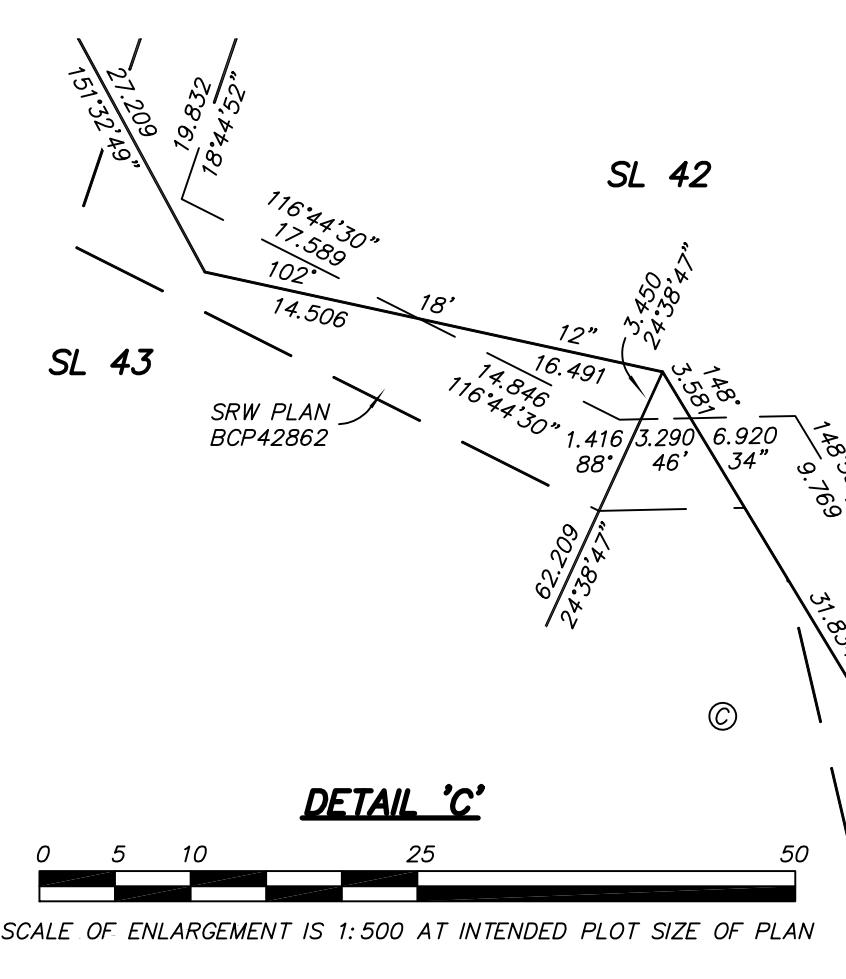 27.209
151°32'49"
19.832
18°44'52"
SL 42
116°44'30"
17.589
102°
14.506
18'
12"
16.491
3.450
24°38'47"
14.846
116°44'30"
3.581
148°
SL 43
SRW PLAN
BCP42862
1.416 3.290 6.920
88° 46' 34"
9.769
62.209
24°38'47"
©
DETAIL 'C'
0 5 10 25 50
SCALE OF ENLARGEMENT IS 1:500 AT INTENDED PLOT SIZE OF PLAN